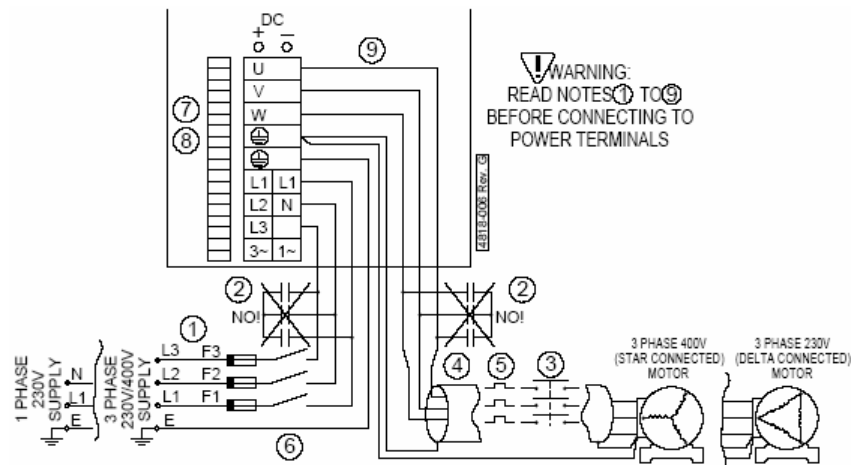 DC
+ −
U
V
W
L1 L1
L2 N
L3
3~ 1~
7
8
9
WARNING:
READ NOTES 1 TO 9
BEFORE CONNECTING TO
POWER TERMINALS
4818-006 Rev. G
2
NO!
2
NO!
1
L3 F3
L2 F2
L1 F1
E
1 PHASE
230V
SUPPLY
N
L1
E
3 PHASE
230V/400V
SUPPLY
6
4
5
3
3 PHASE 400V
(STAR CONNECTED)
MOTOR
3 PHASE 230V
(DELTA CONNECTED)
MOTOR